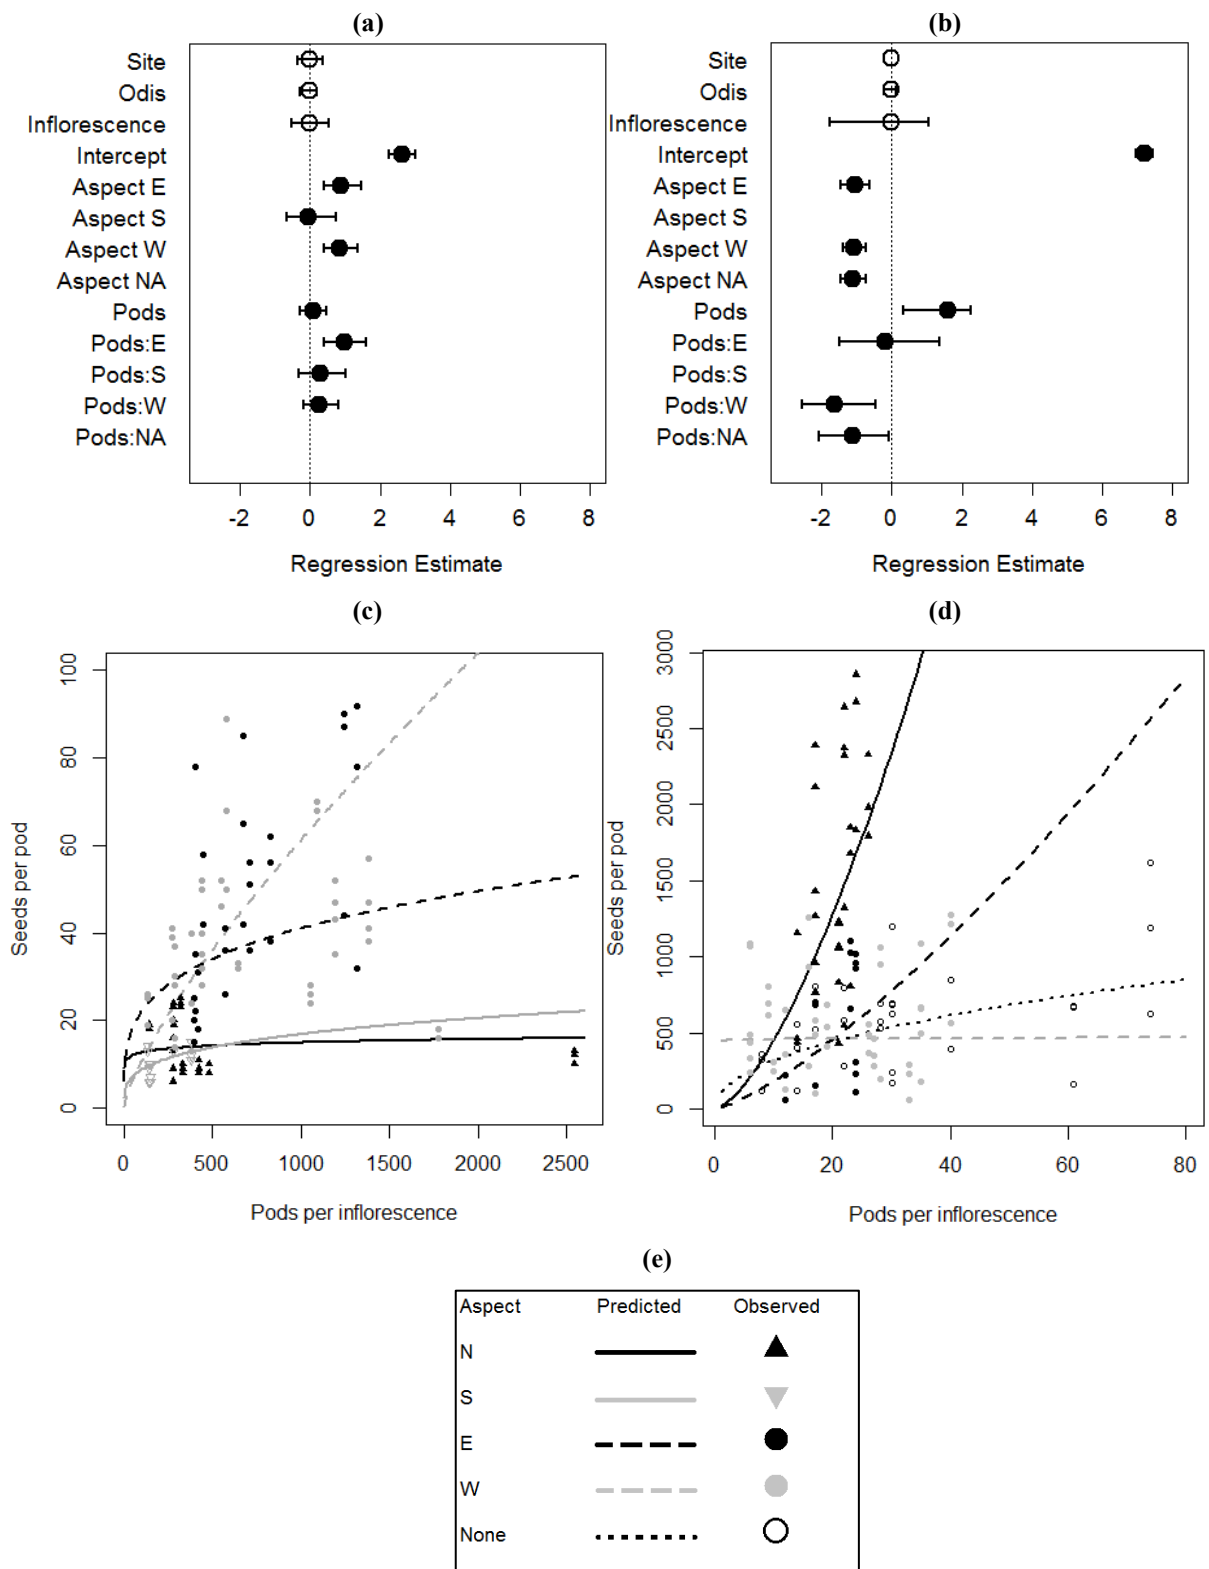 (a)
Site
Odis
Inflorescence
Intercept
Aspect E
Aspect S
Aspect W
Aspect NA
Pods
Pods:E
Pods:S
Pods:W
Pods:NA
-2 0 2 4 6 8
Regression Estimate
(b)
Site
Odis
Inflorescence
Intercept
Aspect E
Aspect S
Aspect W
Aspect NA
Pods
Pods:E
Pods:S
Pods:W
Pods:NA
-2 0 2 4 6 8
Regression Estimate
(c)
Seeds per pod
100
80
60
40
20
0
0 500 1000 1500 2000 2500
Pods per inflorescence
(d)
Seeds per pod
3000
2500
2000
1500
1000
500
0
0 20 40 60 80
Pods per inflorescence
(e)
Aspect Predicted Observed
N
S
E
W
None